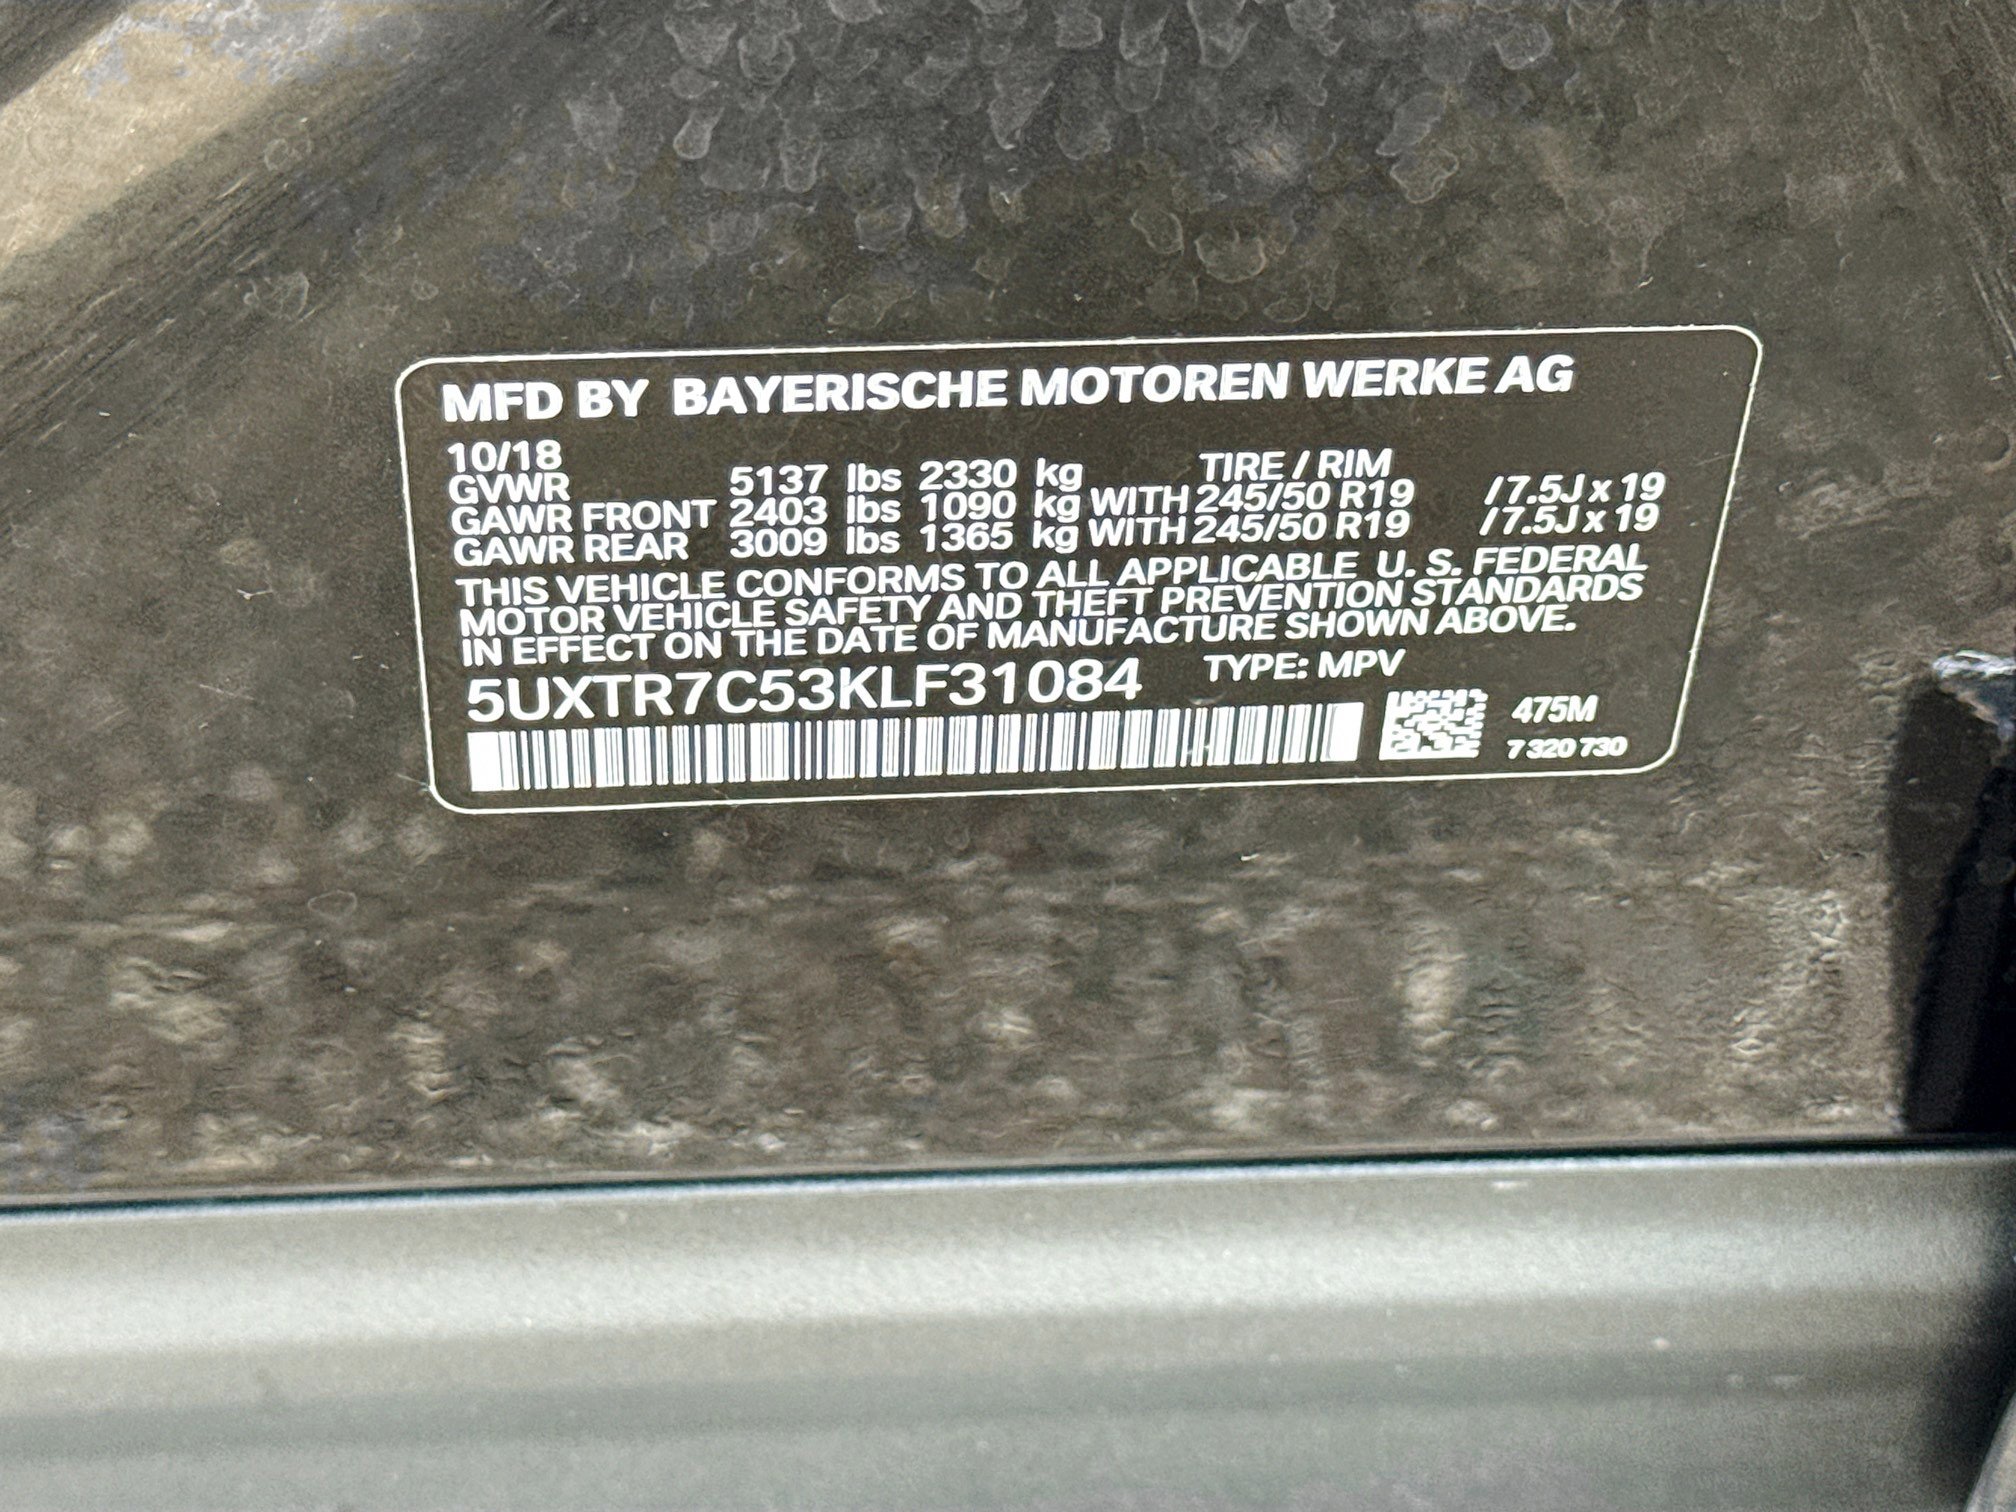 MFD BY BAYERISCHE MOTOREN WERKE AG
10/18
GVWR 5137 lbs 2330 kg TIRE / RIM
GAWR FRONT 2403 lbs 1090 kg WITH 245/50 R19 /7.5J x 19
GAWR REAR 3009 lbs 1365 kg WITH 245/50 R19 /7.5J x 19
THIS VEHICLE CONFORMS TO ALL APPLICABLE U. S. FEDERAL
MOTOR VEHICLE SAFETY AND THEFT PREVENTION STANDARDS
IN EFFECT ON THE DATE OF MANUFACTURE SHOWN ABOVE.
5UXTR7C53KLF31084 TYPE: MPV
475M
7 320 730